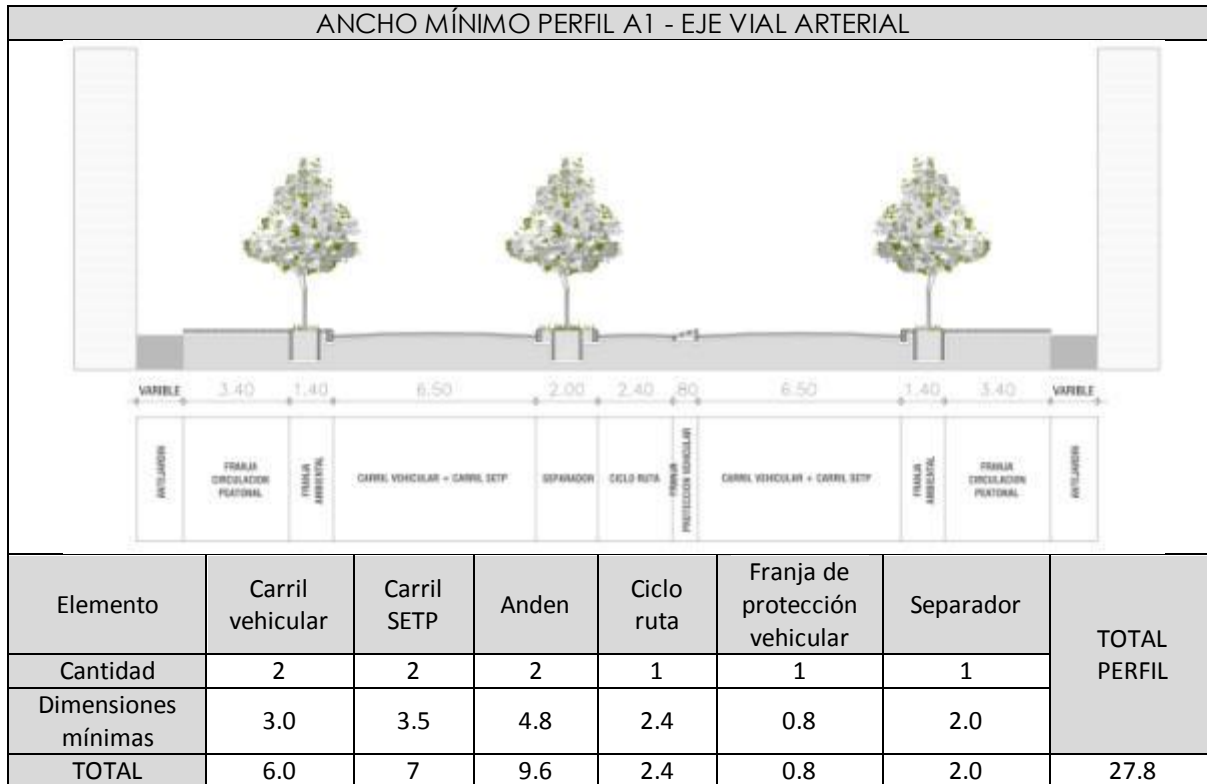 ANCHO MÍNIMO PERFIL A1 - EJE VIAL ARTERIAL
VARIBLE 3.40 1.40 6.50 2.00 2.40 .80 6.50 1.40 3.40 VARIBLE
ANTEJARDIN
FRANJA
CIRCULACION
PEATONAL
FRANJA
AMBIENTAL
CARRIL VEHICULAR + CARRIL SETP
SEPARADOR
CICLO RUTA
FRANJA
PROTECCION VEHICULAR
CARRIL VEHICULAR + CARRIL SETP
FRANJA
AMBIENTAL
FRANJA
CIRCULACION
PEATONAL
ANTEJARDIN
Elemento
Carril
vehicular
Carril
SETP
Anden
Ciclo
ruta
Franja de
protección
vehicular
Separador
TOTAL
PERFIL
Cantidad 2 2 2 1 1 1
Dimensiones
mínimas
3.0 3.5 4.8 2.4 0.8 2.0
TOTAL 6.0 7 9.6 2.4 0.8 2.0 27.8